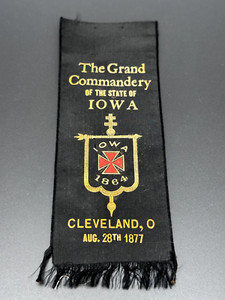 The Grand
Commandery
OF THE STATE OF
IOWA
IOWA
1864
CLEVELAND, O
AUG. 28TH 1877